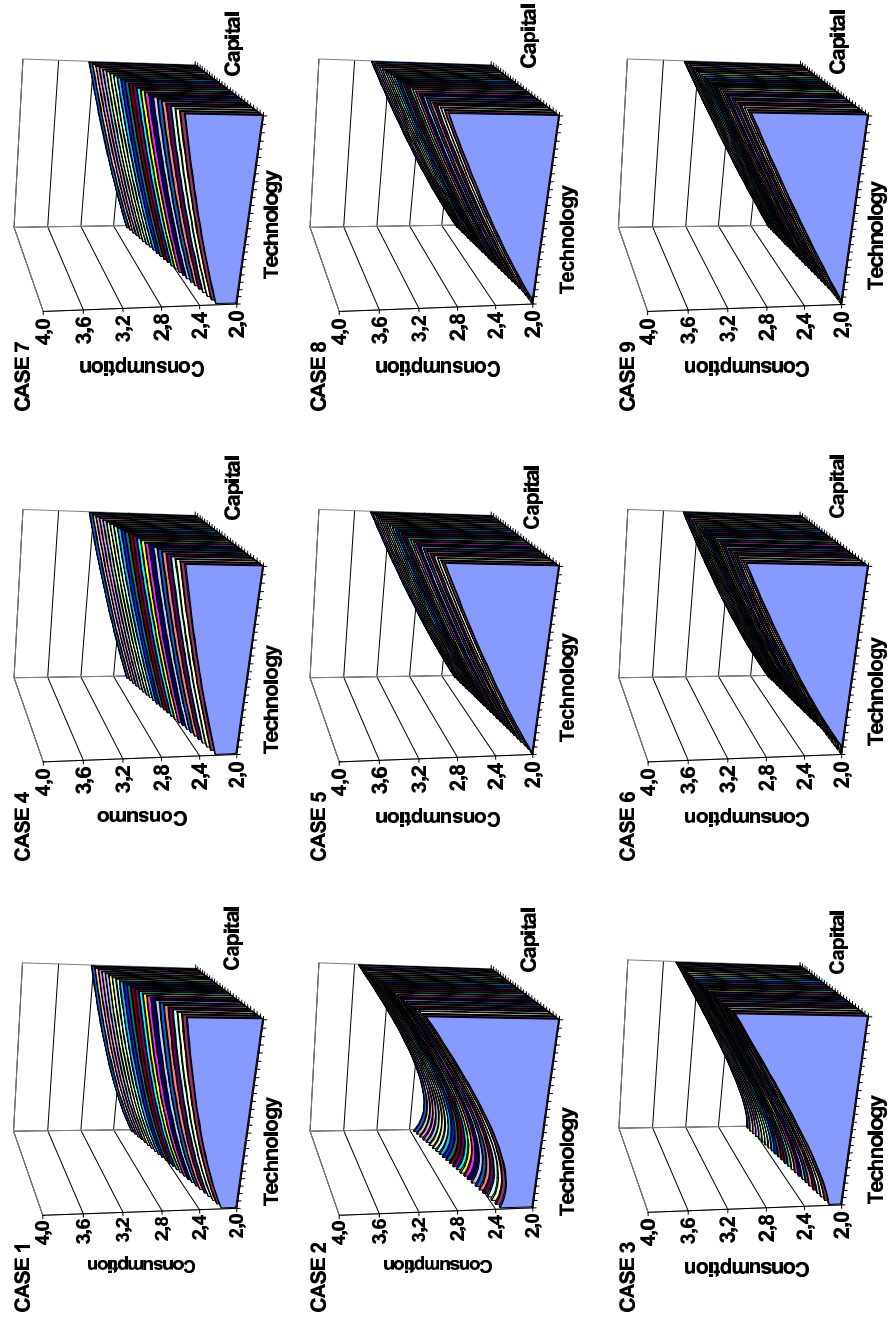 CASE 1
Consumption
4,0
3,6
3,2
2,8
2,4
2,0
Technology
Capital
CASE 4
Consumo
4,0
3,6
3,2
2,8
2,4
2,0
Technology
Capital
CASE 7
Consumption
4,0
3,6
3,2
2,8
2,4
2,0
Technology
Capital
CASE 2
Consumption
4,0
3,6
3,2
2,8
2,4
2,0
Technology
Capital
CASE 5
Consumption
4,0
3,6
3,2
2,8
2,4
2,0
Technology
Capital
CASE 8
Consumption
4,0
3,6
3,2
2,8
2,4
2,0
Technology
Capital
CASE 3
Consumption
4,0
3,6
3,2
2,8
2,4
2,0
Technology
Capital
CASE 6
Consumption
4,0
3,6
3,2
2,8
2,4
2,0
Technology
Capital
CASE 9
Consumption
4,0
3,6
3,2
2,8
2,4
2,0
Technology
Capital